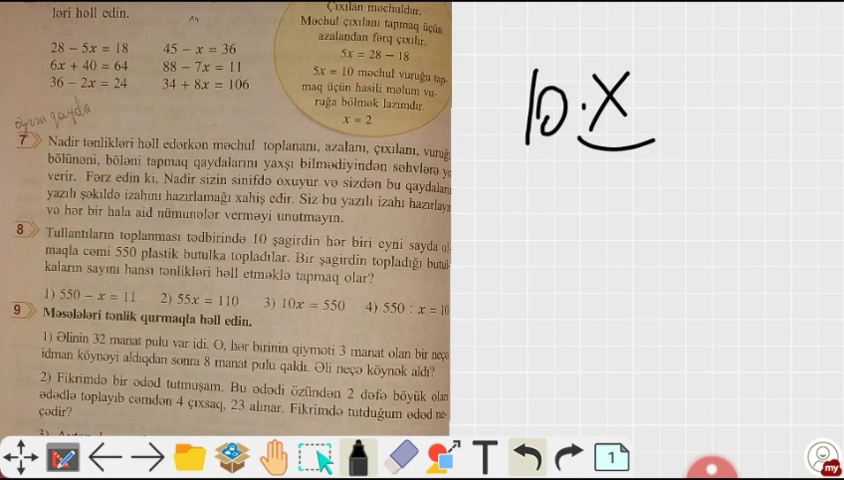 ləri həll edin.
28 − 5x = 18 45 − x = 36
6x + 40 = 64 88 − 7x = 11
36 − 2x = 24 34 + 8x = 106
Çıxılan məchuldur.
Məchul çıxılanı tapmaq üçün
azalandan fərq çıxılır.
5x = 28 − 18
5x = 10 məchul vuruğu tap-
maq üçün hasili məlum vu-
ruğa bölmək lazımdır.
x = 2
10 · X
qayda
7 Nadir tənlikləri həll edərkən məchul toplananı, azalanı, çıxılanı, vuruğ
bölünəni, böləni tapmaq qaydalarını yaxşı bilmədiyindən səhvlərə yo
verir. Fərz edin ki, Nadir sizin sinifdə oxuyur və sizdən bu qaydaların
yazılı şəkildə izahını hazırlamağı xahiş edir. Siz bu yazılı izahı hazırlayı
və hər bir hala aid nümunələr verməyi unutmayın.
8 Tullantıların toplanması tədbirində 10 şagirdin hər biri eyni sayda ol-
maqla cəmi 550 plastik butulka topladılar. Bir şagirdin topladığı butul-
kaların sayını hansı tənlikləri həll etməklə tapmaq olar?
1) 550 − x = 11 2) 55x = 110 3) 10x = 550 4) 550 : x = 10
9 Məsələləri tənlik qurmaqla həll edin.
1) Əlinin 32 manat pulu var idi. O, hər birinin qiyməti 3 manat olan bir neçə
idman köynəyi aldıqdan sonra 8 manat pulu qaldı. Əli neçə köynək aldı?
2) Fikrimdə bir ədəd tutmuşam. Bu ədədi özündən 2 dəfə böyük olan
ədədlə toplayıb cəmdən 4 çıxsaq, 23 alınar. Fikrimdə tutduğum ədəd ne-
çədir?
T
1
my